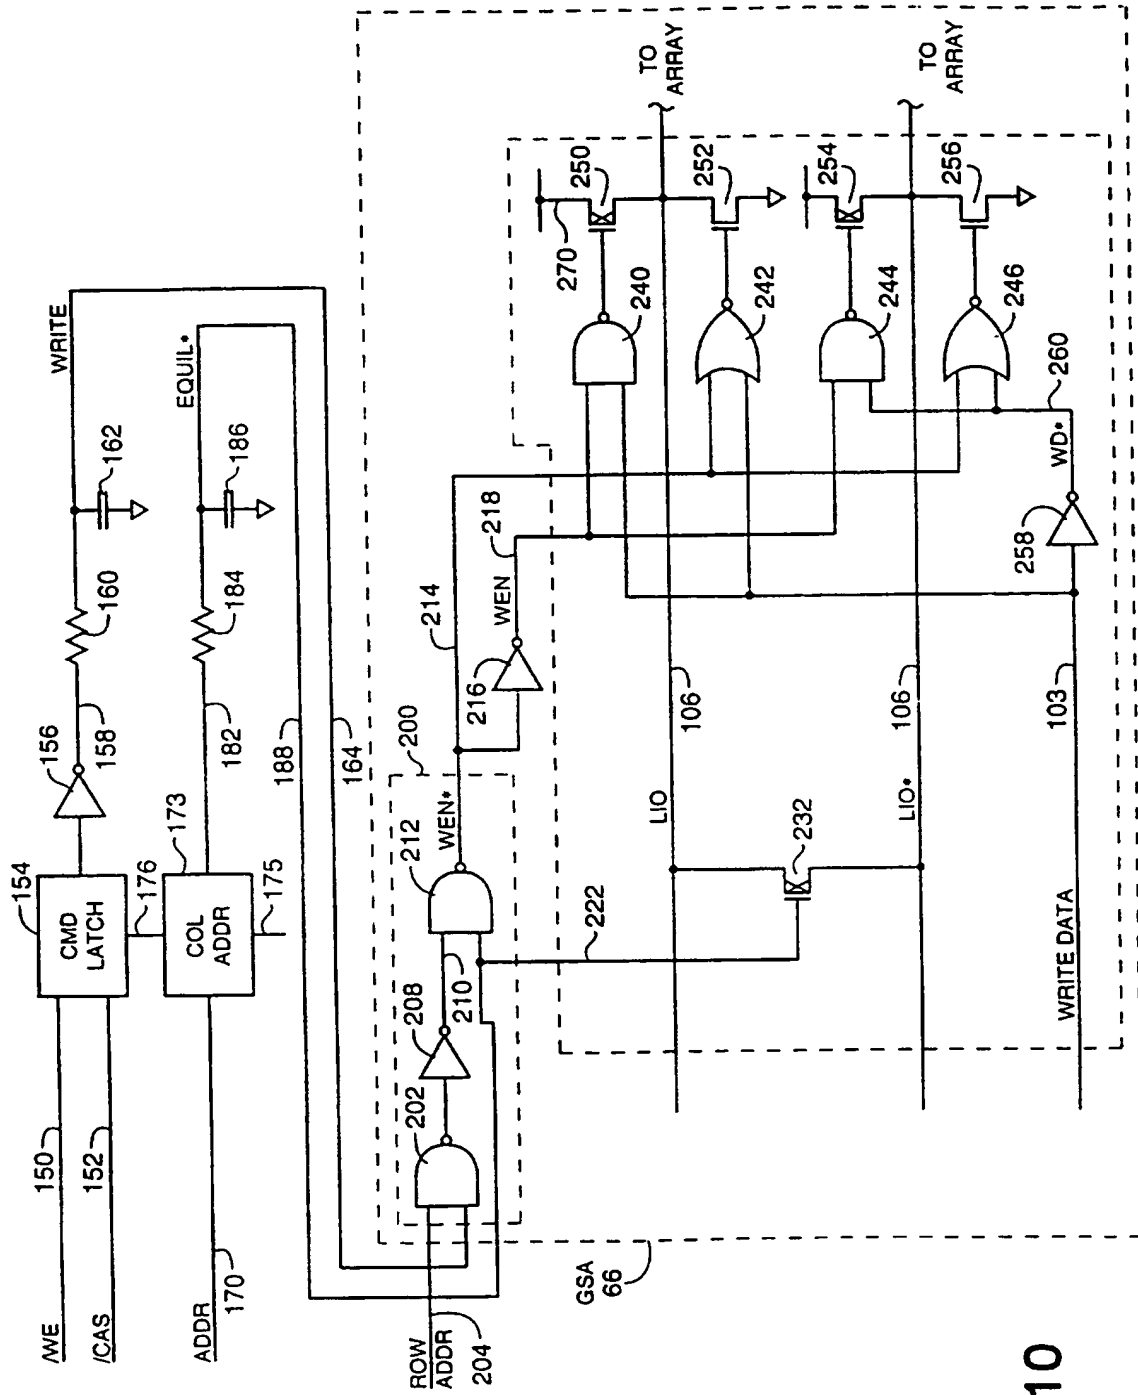 /WE
150
/CAS
152
154
CMD
LATCH
156
158
160
162
WRITE
176
173
ADDR
170
COL
ADDR
175
182
184
186
EQUIL*
188
164
ROW
ADDR
204
200
202
208
210
212
WEN*
214
216
WEN
218
222
GSA
66
270
250
240
TO
ARRAY
252
242
254
244
TO
ARRAY
256
246
LIO
106
232
LIO*
106
WRITE DATA
103
258
WD*
260
10